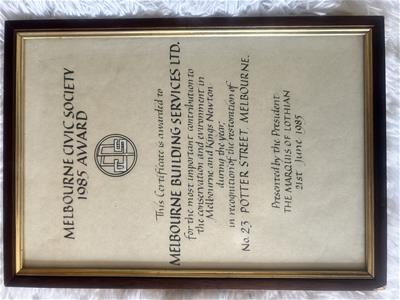 MELBOURNE CIVIC SOCIETY
1985 AWARD
This Certificate is awarded to
MELBOURNE BUILDING SERVICES LTD.
for the most important contribution to
the conservation and evironment in
Melbourne and Kings Newton
during the year,
in recognition of the restoration of
No. 23 POTTER STREET, MELBOURNE.
Presented by the President
THE MARQUIS OF LOTHIAN
21st June 1985